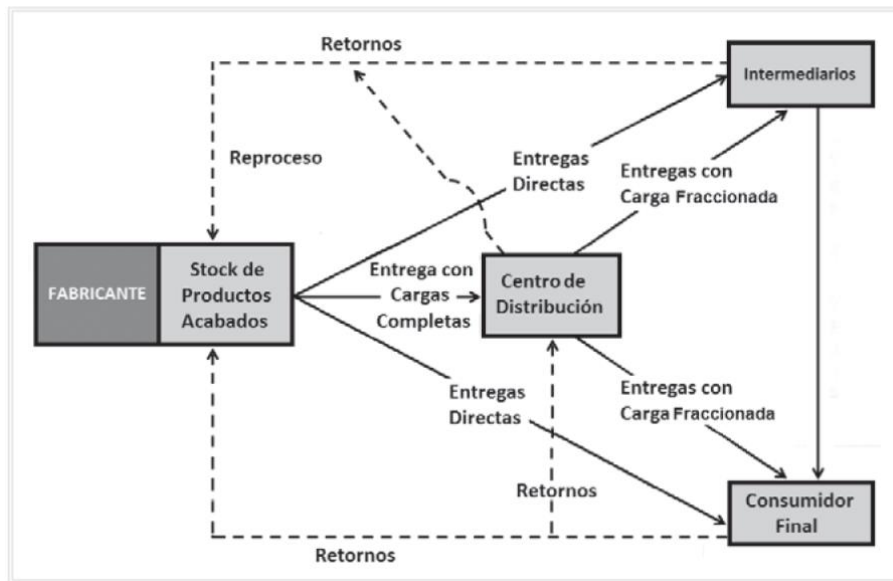 Retornos
Intermediarios
Reproceso
Entregas
Directas
Entregas con
Carga Fraccionada
FABRICANTE
Stock de
Productos
Acabados
Entrega con
Cargas
Completas
Centro de
Distribución
Entregas
Directas
Entregas con
Carga Fraccionada
Retornos
Consumidor
Final
Retornos